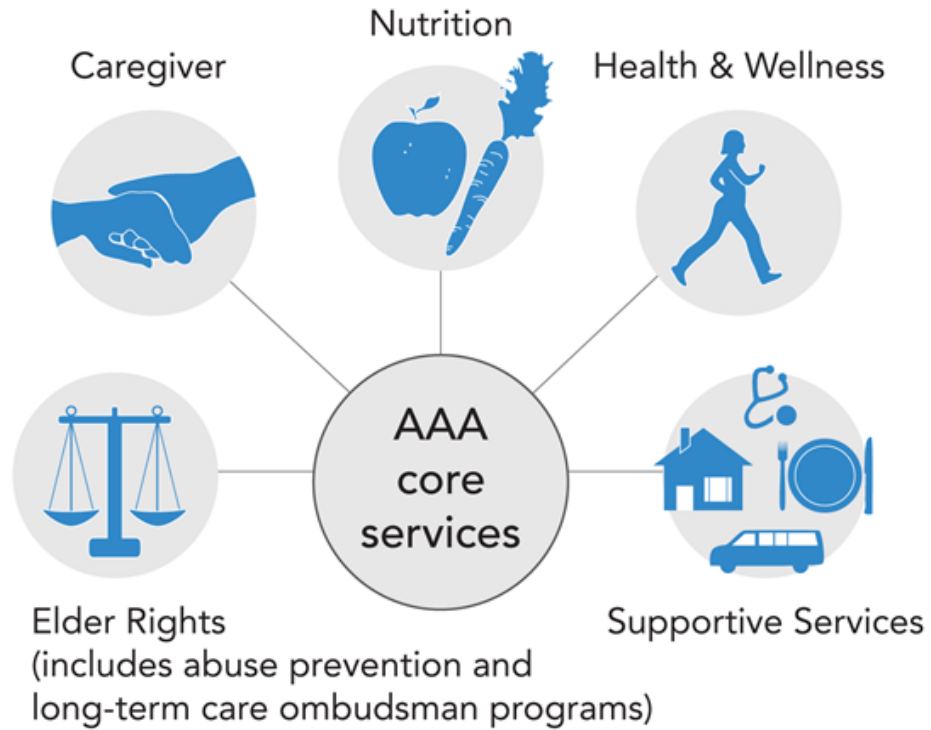 Nutrition
Caregiver
Health & Wellness
AAA
core
services
Elder Rights
(includes abuse prevention and
long-term care ombudsman programs)
Supportive Services